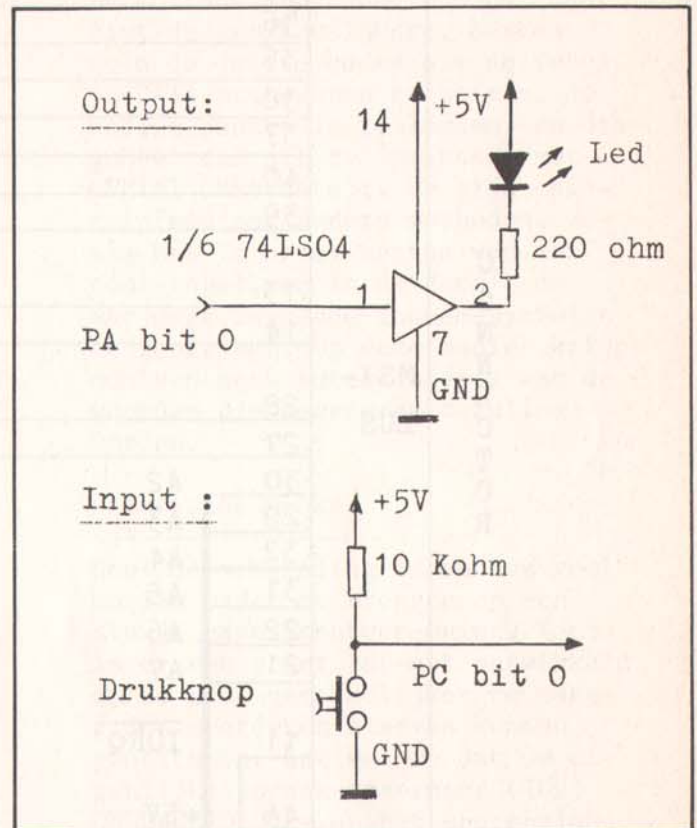 Output:
14
+5V
Led
1/6 74LS04
220 ohm
1
2
PA bit 0
7
GND
Input :
+5V
10 Kohm
PC bit 0
Drukknop
GND